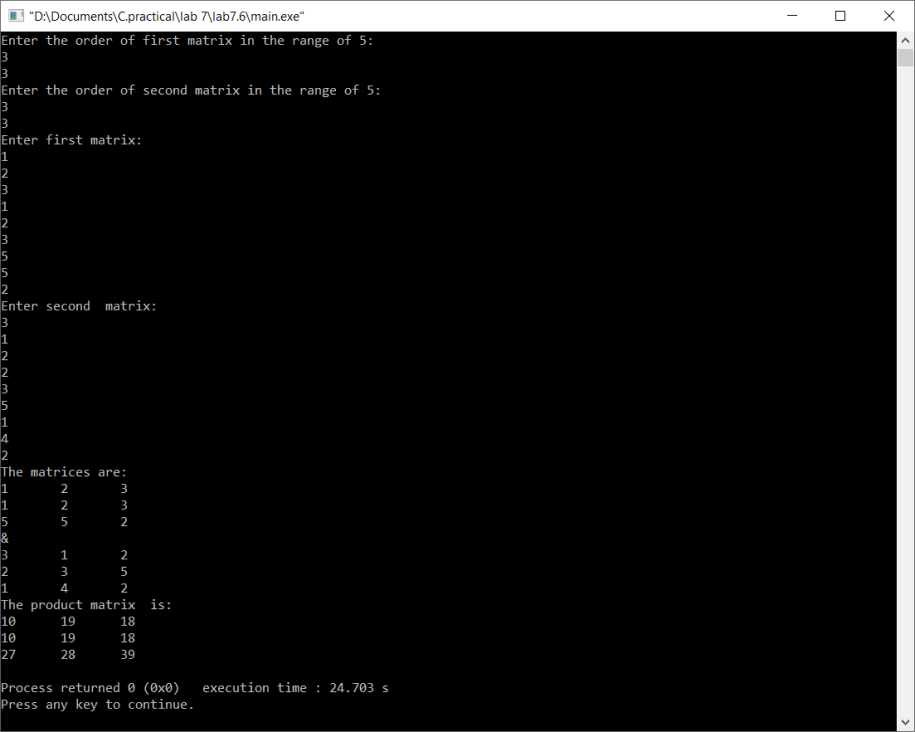 "D:\Documents\C.practical\lab 7\lab7.6\main.exe"
Enter the order of first matrix in the range of 5:
3
3
Enter the order of second matrix in the range of 5:
3
3
Enter first matrix:
1
2
3
1
2
3
5
5
2
Enter second  matrix:
3
1
2
2
3
5
1
4
2
The matrices are:
1       2       3
1       2       3
5       5       2
&
3       1       2
2       3       5
1       4       2
The product matrix  is:
10      19      18
10      19      18
27      28      39
Process returned 0 (0x0)   execution time : 24.703 s
Press any key to continue.